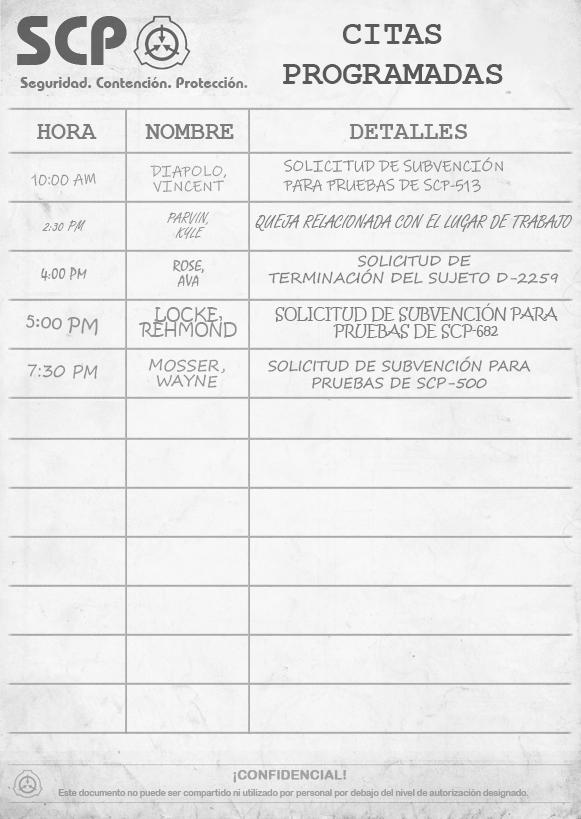 SCP
Seguridad. Contención. Protección.
CITAS
PROGRAMADAS
HORA NOMBRE DETALLES
10:00 AM DIAPOLO, VINCENT SOLICITUD DE SUBVENCIÓN
PARA PRUEBAS DE SCP-513
2:30 PM PARVIN, KYLE QUEJA RELACIONADA CON EL LUGAR DE TRABAJO
4:00 PM ROSE, AVA SOLICITUD DE
TERMINACIÓN DEL SUJETO D-2259
5:00 PM LOCKE, REHMOND SOLICITUD DE SUBVENCIÓN PARA
PRUEBAS DE SCP-682
7:30 PM MOSSER, WAYNE SOLICITUD DE SUBVENCIÓN PARA
PRUEBAS DE SCP-500
¡CONFIDENCIAL!
Este documento no puede ser compartido ni utilizado por personal por debajo del nivel de autorización designado.